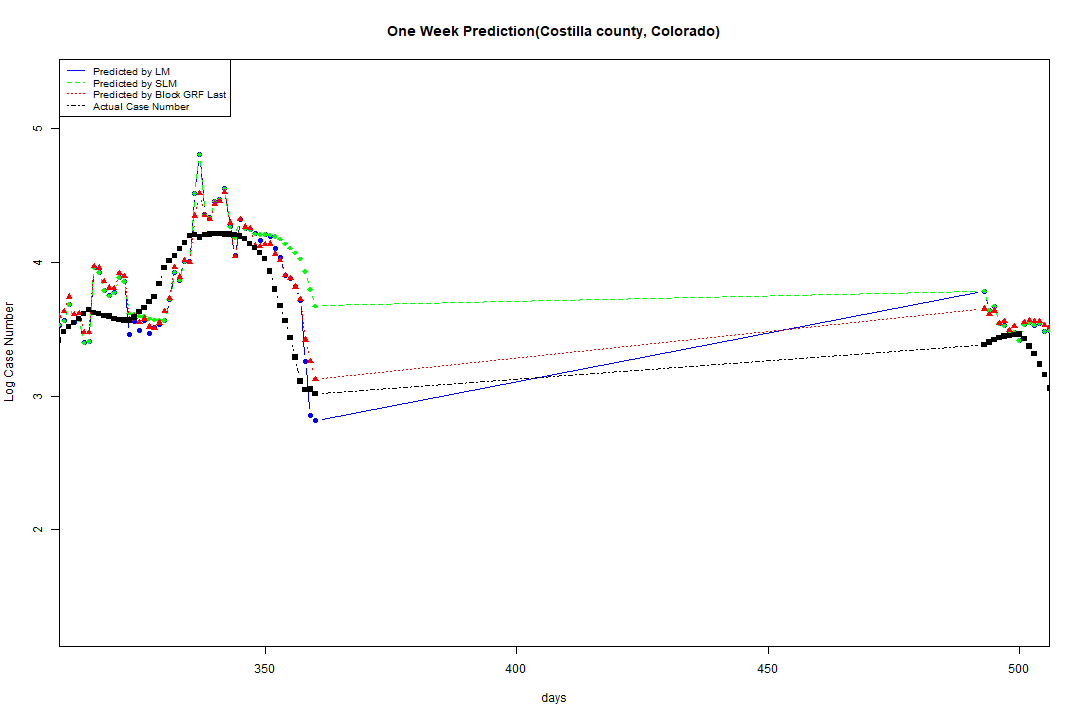 One Week Prediction(Costilla county, Colorado)
Predicted by LM
Predicted by SLM
Predicted by Block GRF Last
Actual Case Number
5
4
3
2
Log Case Number
350 400 450 500
days